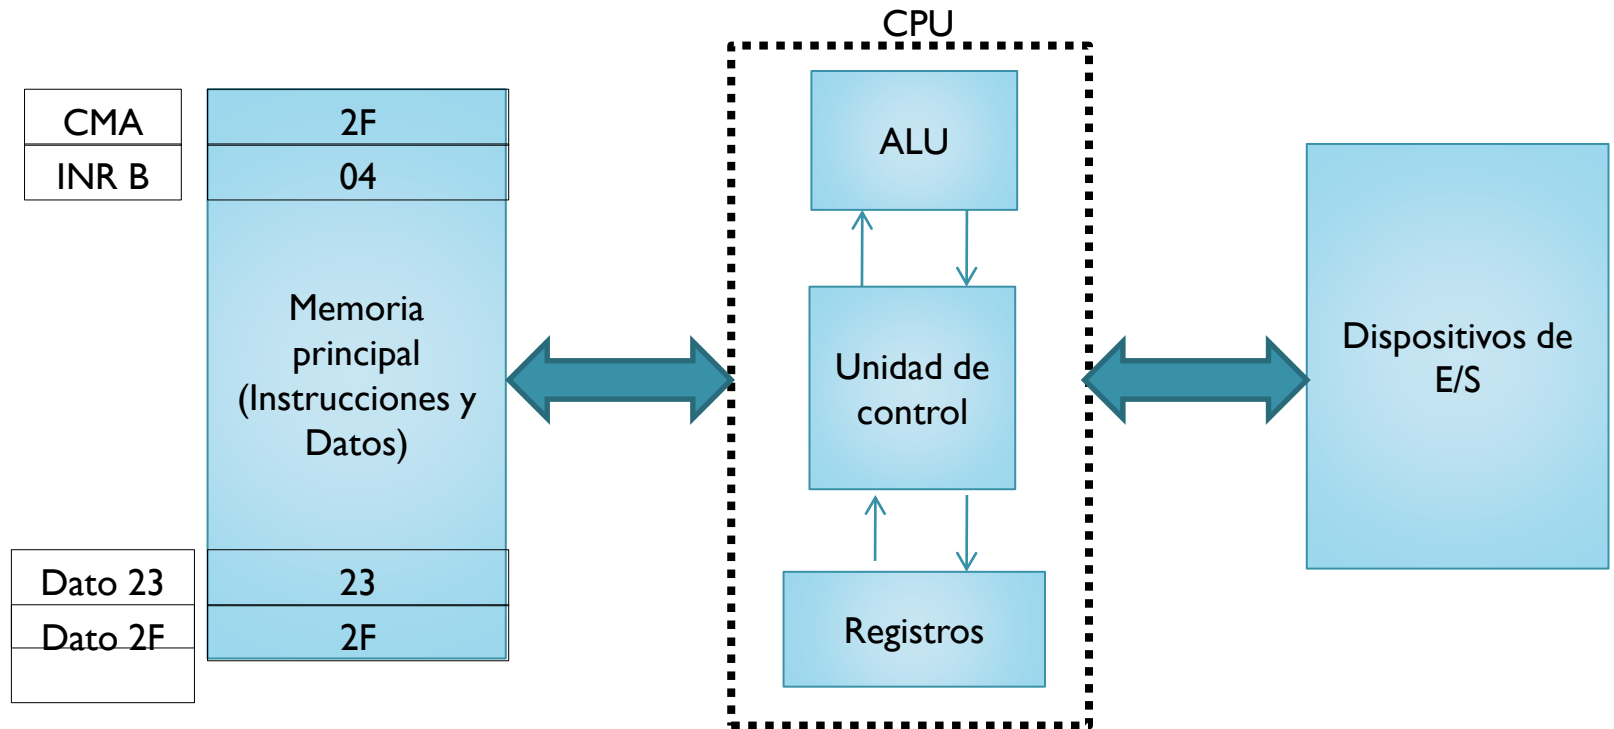 CPU
CMA
2F
INR B
04
ALU
Memoria
principal
(Instrucciones y
Datos)
Unidad de
control
Dispositivos de
E/S
Dato 23
23
Dato 2F
2F
Registros